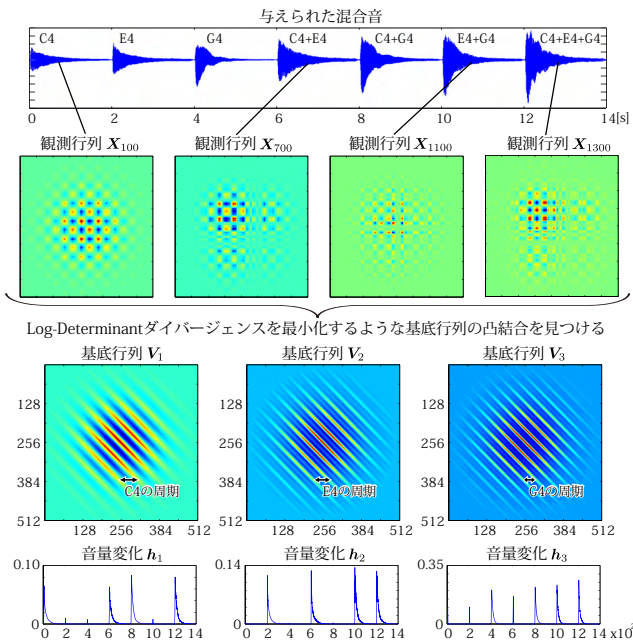 与えられた混合音
C4 E4 G4 C4+E4 C4+G4 E4+G4 C4+E4+G4
0 2 4 6 8 10 12 14[s]
観測行列 X100 観測行列 X700 観測行列 X1100 観測行列 X1300
Log-Determinantダイバージェンスを最小化するような基底行列の凸結合を見つける
基底行列 V1 基底行列 V2 基底行列 V3
128
256
384
512
C4の周期 E4の周期 G4の周期
128 256 384 512 128 256 384 512 128 256 384 512
音量変化 h1 音量変化 h2 音量変化 h3
0.10 0.14 0.35
0 0 0
0 2 4 6 8 10 12 14 0 2 4 6 8 10 12 14 0 2 4 6 8 10 12 14 x10²